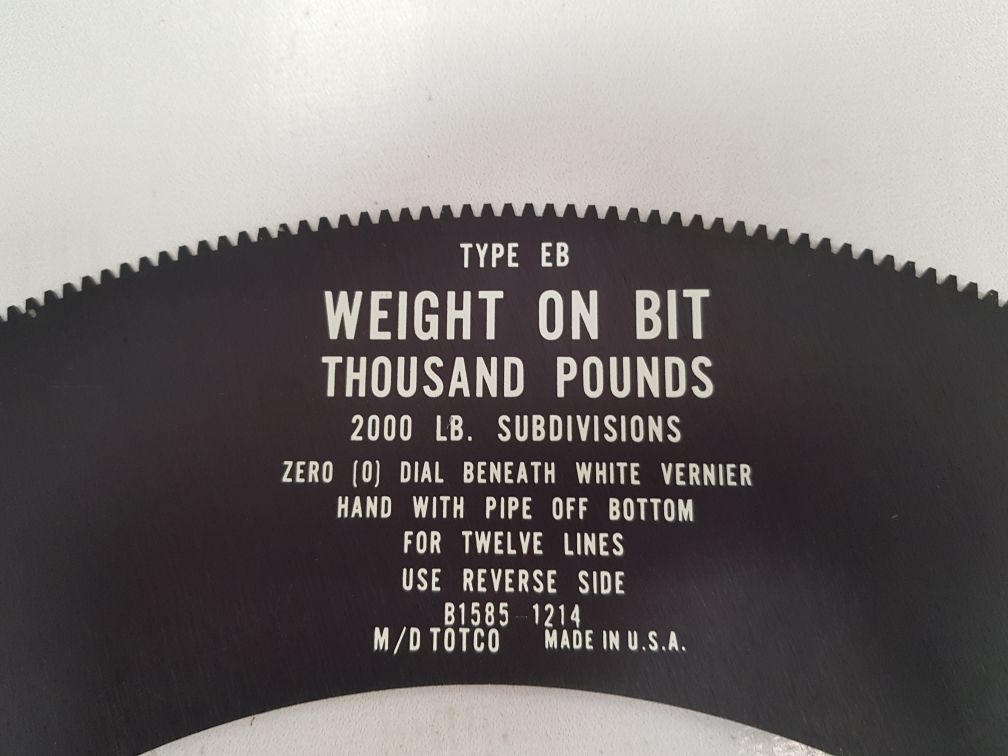 TYPE EB
WEIGHT ON BIT
THOUSAND POUNDS
2000 LB. SUBDIVISIONS
ZERO (0) DIAL BENEATH WHITE VERNIER
HAND WITH PIPE OFF BOTTOM
FOR TWELVE LINES
USE REVERSE SIDE
B1585 1214
M/D TOTCO MADE IN U.S.A.